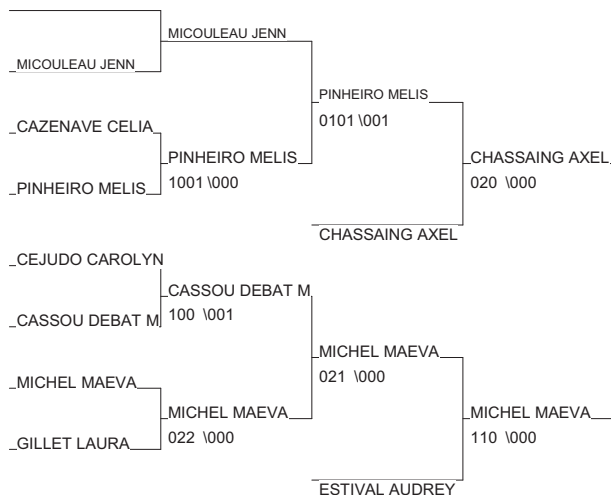 MICOULEAU JENN
MICOULEAU JENN
PINHEIRO MELIS
0101 \001
CAZENAVE CELIA
PINHEIRO MELIS
1001 \000
CHASSAING AXEL
020 \000
PINHEIRO MELIS
CHASSAING AXEL
CEJUDO CAROLYN
CASSOU DEBAT M
100 \001
CASSOU DEBAT M
MICHEL MAEVA
021 \000
MICHEL MAEVA
MICHEL MAEVA
022 \000
MICHEL MAEVA
110 \000
GILLET LAURA
ESTIVAL AUDREY